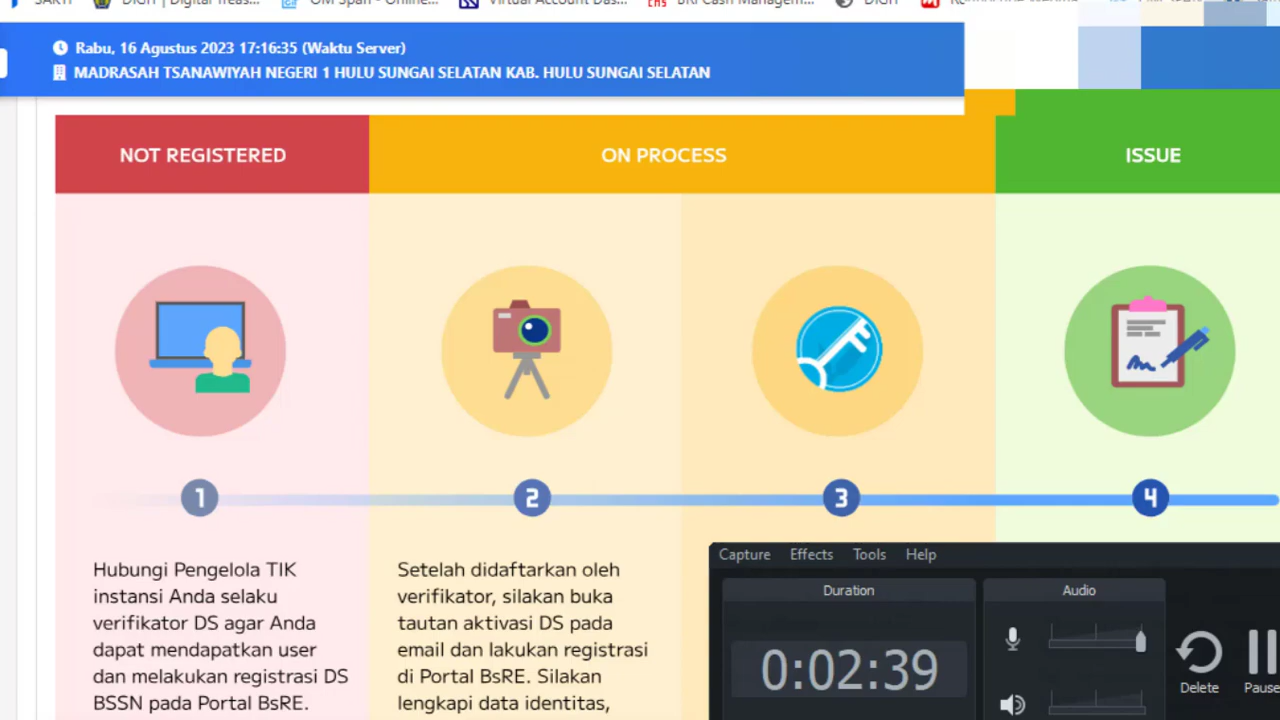 Rabu, 16 Agustus 2023 17:16:35 (Waktu Server)
MADRASAH TSANAWIYAH NEGERI 1 HULU SUNGAI SELATAN KAB. HULU SUNGAI SELATAN
NOT REGISTERED
ON PROCESS
ISSUE
1
2
3
4
Hubungi Pengelola TIK
instansi Anda selaku
verifikator DS agar Anda
dapat mendapatkan user
dan melakukan registrasi DS
BSSN pada Portal BsRE.
Setelah didaftarkan oleh
verifikator, silakan buka
tautan aktivasi DS pada
email dan lakukan registrasi
di Portal BsRE. Silakan
lengkapi data identitas,
Capture Effects Tools Help
Duration
Audio
0:02:39
Delete
Pause